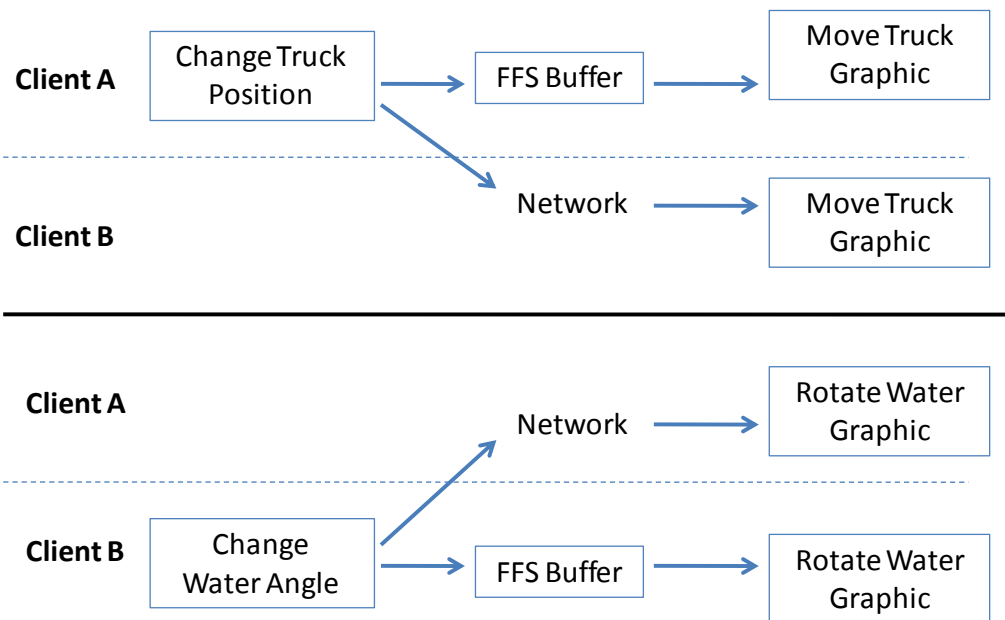 Client A
Change Truck
Position
FFS Buffer
Move Truck
Graphic
Client B
Network
Move Truck
Graphic
Client A
Network
Rotate Water
Graphic
Client B
Change
Water Angle
FFS Buffer
Rotate Water
Graphic